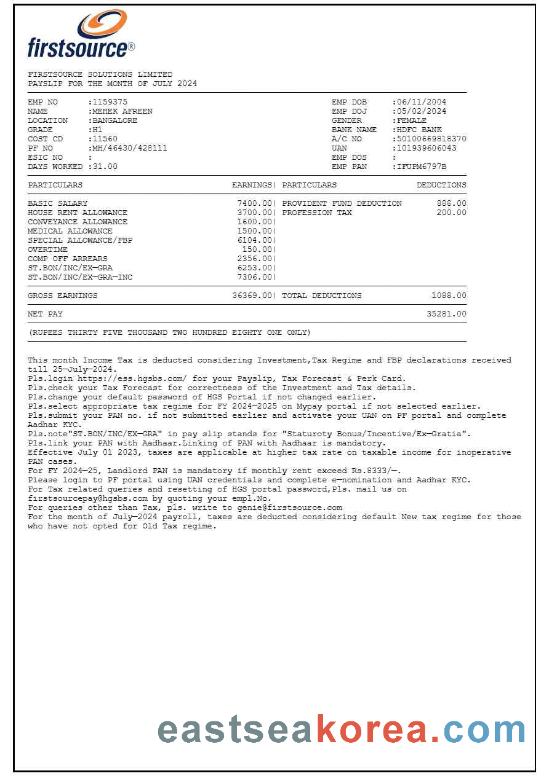 firstsource®
FIRSTSOURCE SOLUTIONS LIMITED
PAYSLIP FOR THE MONTH OF JULY 2024
EMP NO :1159375 EMP DOB :06/11/2004
NAME :MEHEK AFREEN EMP DOJ :05/02/2024
LOCATION :BANGALORE GENDER :FEMALE
GRADE :H1 BANK NAME :HDFC BANK
COST CD :11560 A/C NO :50100669818370
PF NO :MH/46430/428111 UAN :101939606043
ESIC NO : EMP DOS :
DAYS WORKED :31.00 EMP PAN :IFUPM6797B
PARTICULARS EARNINGS| PARTICULARS DEDUCTIONS
BASIC SALARY 7400.00| PROVIDENT FUND DEDUCTION 888.00
HOUSE RENT ALLOWANCE 3700.00| PROFESSION TAX 200.00
CONVEYANCE ALLOWANCE 1600.00|
MEDICAL ALLOWANCE 1500.00|
SPECIAL ALLOWANCE/FBP 6104.00|
OVERTIME 150.00|
COMP OFF ARREARS 2356.00|
ST.BON/INC/EX-GRA 6253.00|
ST.BON/INC/EX-GRA-INC 7306.00|
GROSS EARNINGS 36369.00| TOTAL DEDUCTIONS 1088.00
NET PAY 35281.00
(RUPEES THIRTY FIVE THOUSAND TWO HUNDRED EIGHTY ONE ONLY)
This month Income Tax is deducted considering Investment,Tax Regime and FBP declarations received
till 25-July-2024.
Pls.login https://ess.hgsbs.com/ for your Payslip, Tax Forecast & Perk Card.
Pls.check your Tax Forecast for correctness of the Investment and Tax details.
Pls.change your default password of HGS Portal if not changed earlier.
Pls.select appropriate tax regime for FY 2024-2025 on Mypay portal if not selected earlier.
Pls.submit your PAN no. if not submitted earlier and activate your UAN on PF portal and complete
Aadhar KYC.
Pls.note"ST.BON/INC/EX-GRA" in pay slip stands for "Staturoty Bonus/Incentive/Ex-Gratia".
Pls.link your PAN with Aadhaar.Linking of PAN with Aadhaar is mandatory.
Effective July 01 2023, taxes are applicable at higher tax rate on taxable income for inoperative
PAN cases.
For FY 2024-25, Landlord PAN is mandatory if monthly rent exceed Rs.8333/-.
Please login to PF portal using UAN credentials and complete e-nomination and Aadhar KYC.
For Tax related queries and resetting of HGS portal password,Pls. mail us on
firstsourcepay@hgsbs.com by quoting your empl.No.
For queries other than Tax, pls. write to genie@firstsource.com
For the month of July-2024 payroll, taxes are deducted considering default New tax regime for those
who have not opted for Old Tax regime.
eastseakorea.com